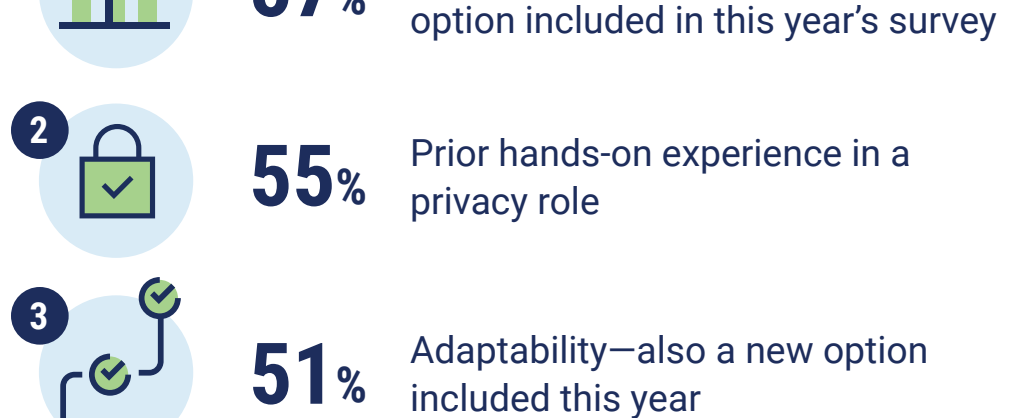 option included in this year's survey
2
55%
Prior hands-on experience in a
privacy role
3
51%
Adaptability—also a new option
included this year